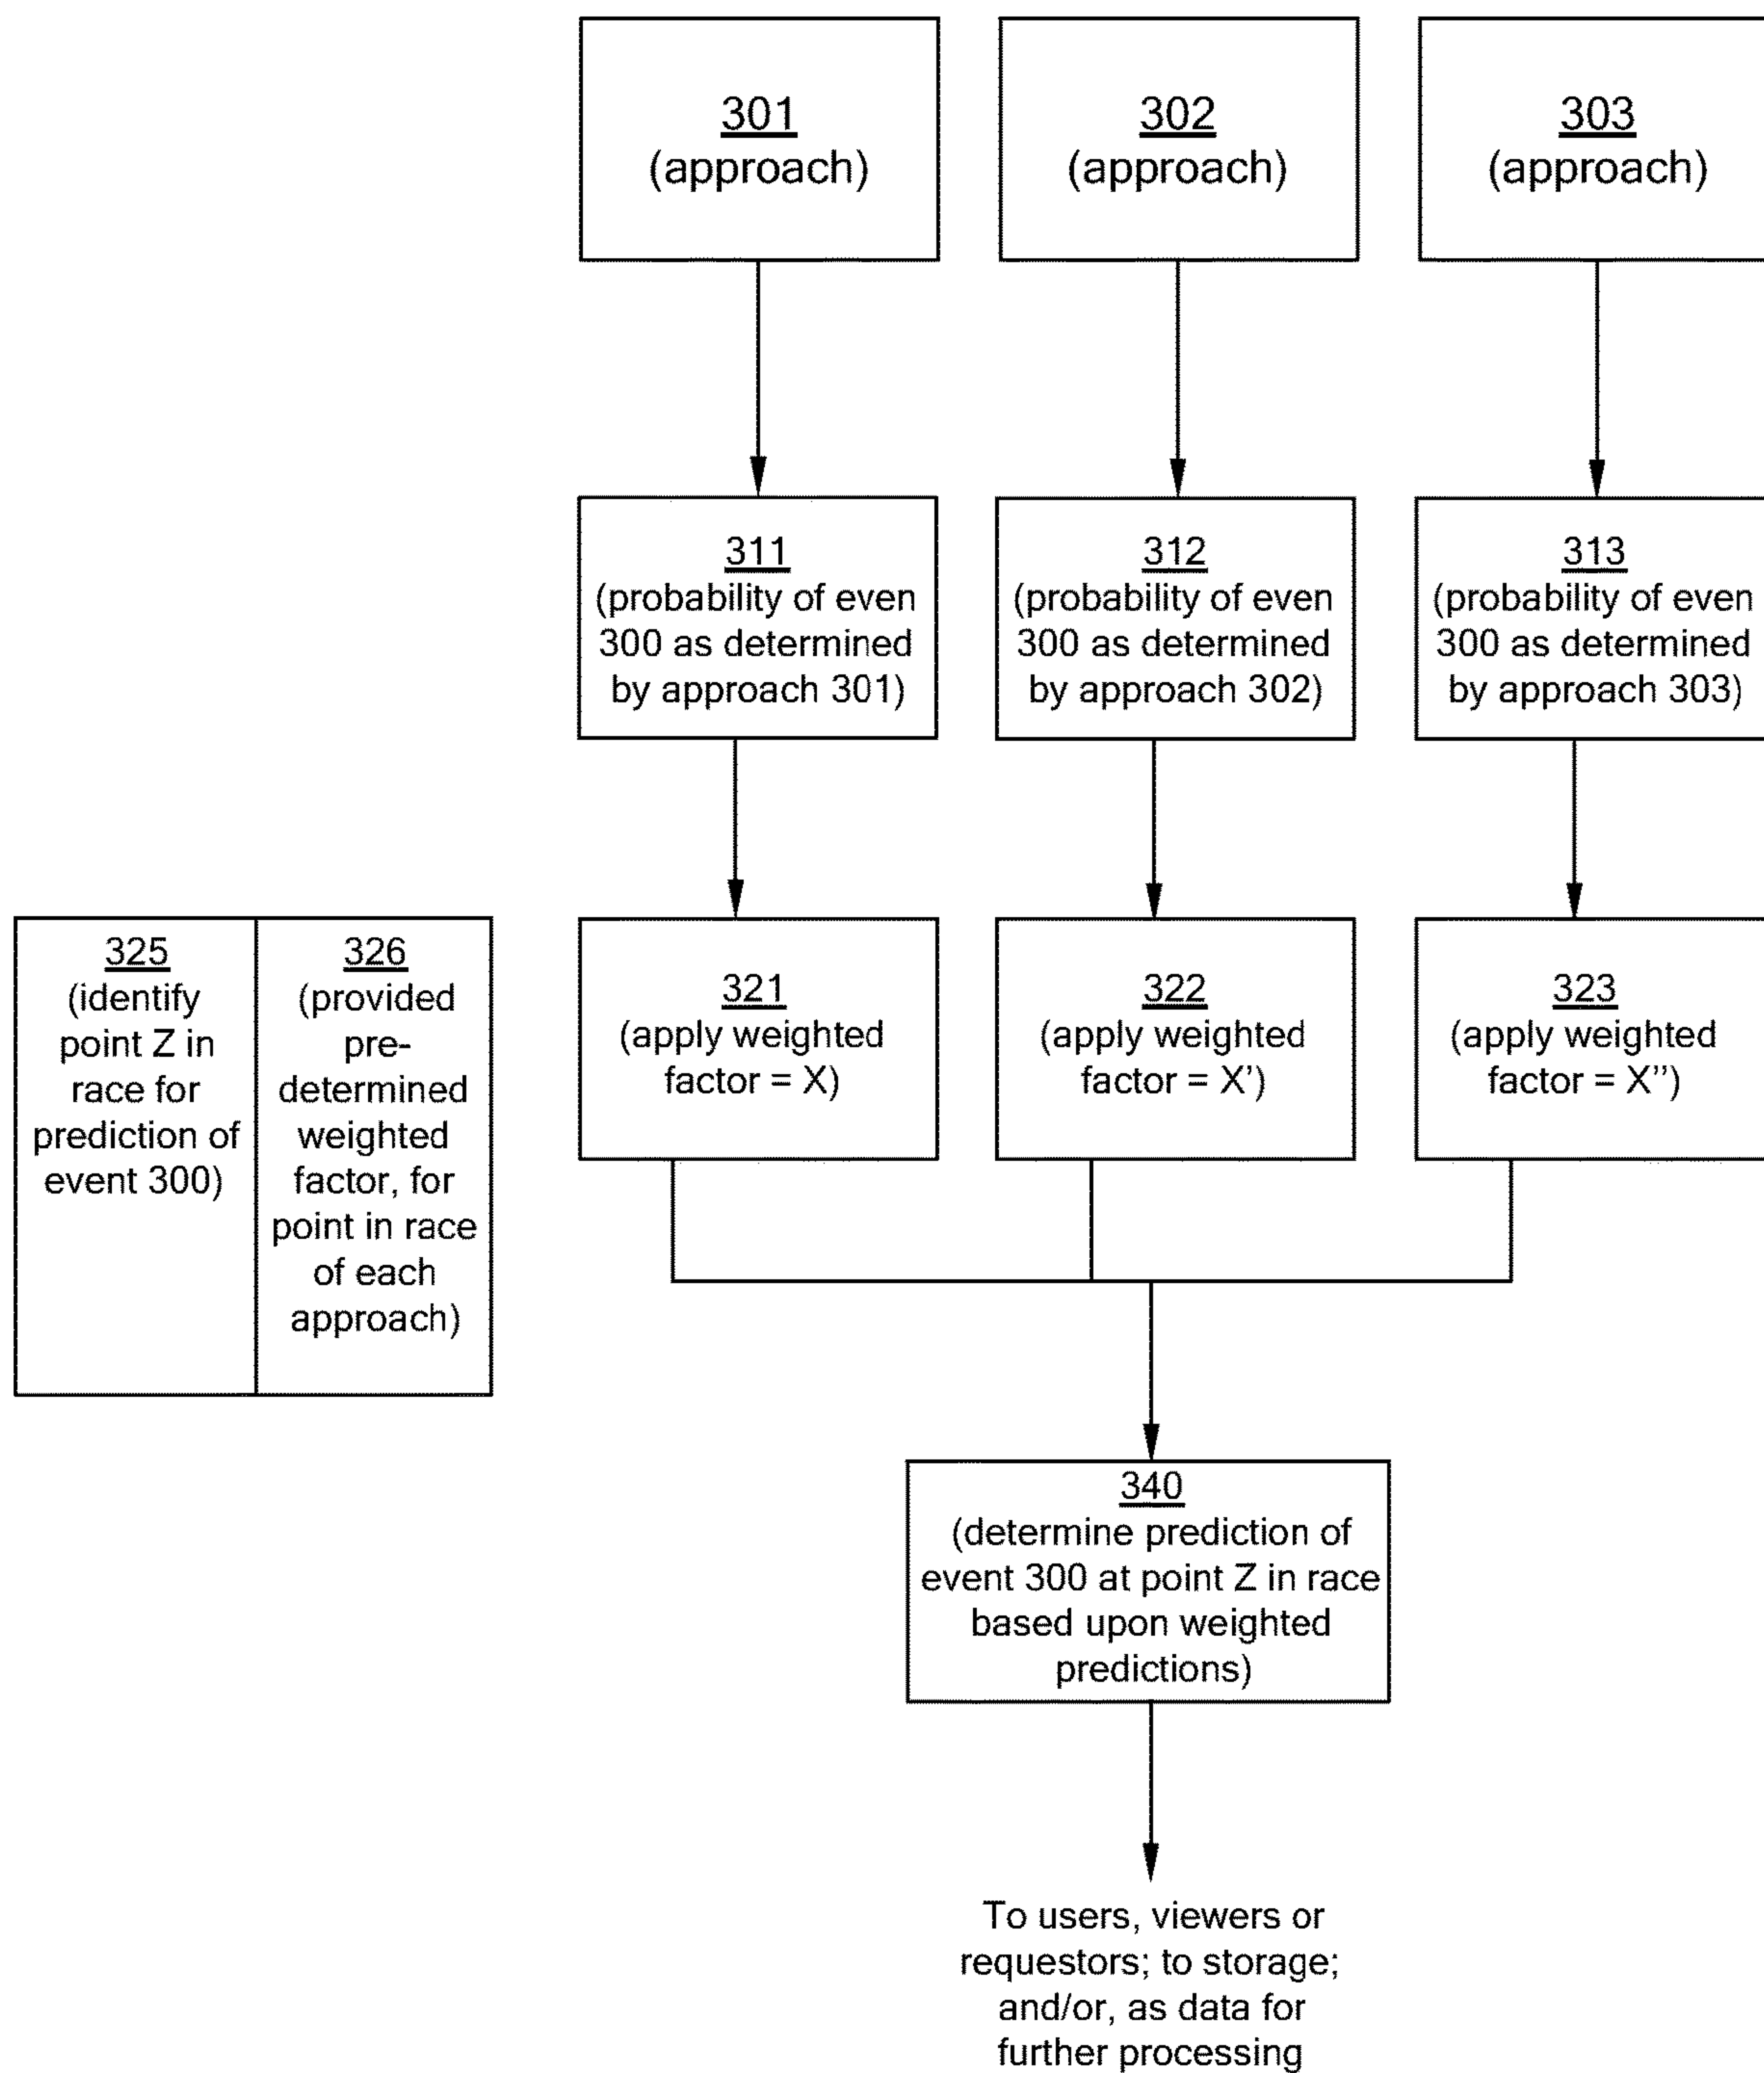 301
(approach)
302
(approach)
303
(approach)
311
(probability of even
300 as determined
by approach 301)
312
(probability of even
300 as determined
by approach 302)
313
(probability of even
300 as determined
by approach 303)
325
(identify
point Z in
race for
prediction of
event 300)
326
(provided
pre-
determined
weighted
factor, for
point in race
of each
approach)
321
(apply weighted
factor = X)
322
(apply weighted
factor = X’)
323
(apply weighted
factor = X’’)
340
(determine prediction of
event 300 at point Z in race
based upon weighted
predictions)
To users, viewers or
requestors; to storage;
and/or, as data for
further processing